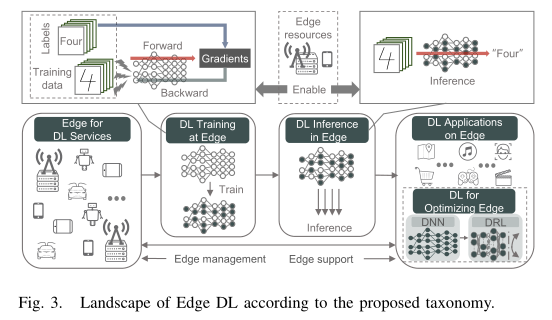 Labels
Four
Training
data
4
Forward
Backward
Gradients
Edge
resources
Enable
4
"Four"
Inference
Edge for
DL Services
DL Training
at Edge
Train
DL Inference
in Edge
Inference
DL Applications
on Edge
DL for
Optimizing Edge
DNN
DRL
Edge management
Edge support
Fig. 3. Landscape of Edge DL according to the proposed taxonomy.